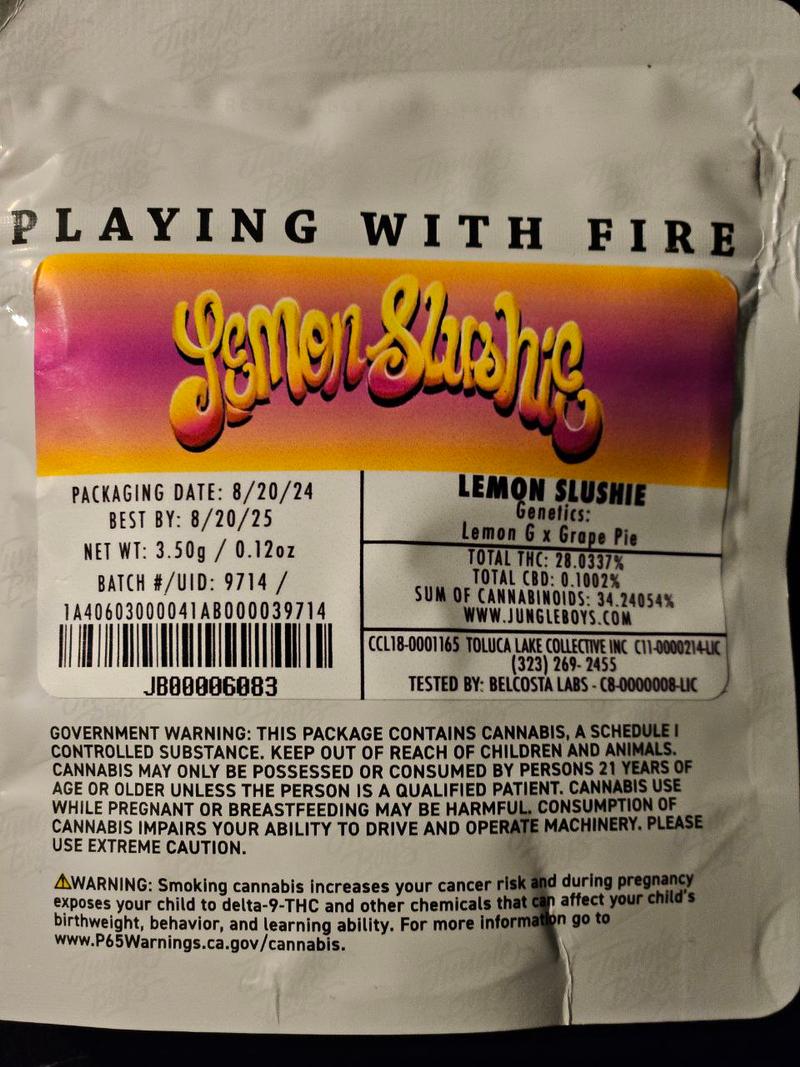 Jungle Boys
PLAYING WITH FIRE
Lemon Slushie
PACKAGING DATE: 8/20/24
BEST BY: 8/20/25
NET WT: 3.50g / 0.12oz
BATCH #/UID: 9714 /
1A40603000041AB000039714
JB00006083
LEMON SLUSHIE
Genetics:
Lemon G x Grape Pie
TOTAL THC: 28.0337%
TOTAL CBD: 0.1002%
SUM OF CANNABINOIDS: 34.24054%
WWW.JUNGLEBOYS.COM
CCL18-0001165 TOLUCA LAKE COLLECTIVE INC C11-0000214-LIC
(323) 269- 2455
TESTED BY: BELCOSTA LABS - C8-0000008-LIC
GOVERNMENT WARNING: THIS PACKAGE CONTAINS CANNABIS, A SCHEDULE I
CONTROLLED SUBSTANCE. KEEP OUT OF REACH OF CHILDREN AND ANIMALS.
CANNABIS MAY ONLY BE POSSESSED OR CONSUMED BY PERSONS 21 YEARS OF
AGE OR OLDER UNLESS THE PERSON IS A QUALIFIED PATIENT. CANNABIS USE
WHILE PREGNANT OR BREASTFEEDING MAY BE HARMFUL. CONSUMPTION OF
CANNABIS IMPAIRS YOUR ABILITY TO DRIVE AND OPERATE MACHINERY. PLEASE
USE EXTREME CAUTION.
⚠WARNING: Smoking cannabis increases your cancer risk and during pregnancy
exposes your child to delta-9-THC and other chemicals that can affect your child's
birthweight, behavior, and learning ability. For more information go to
www.P65Warnings.ca.gov/cannabis.